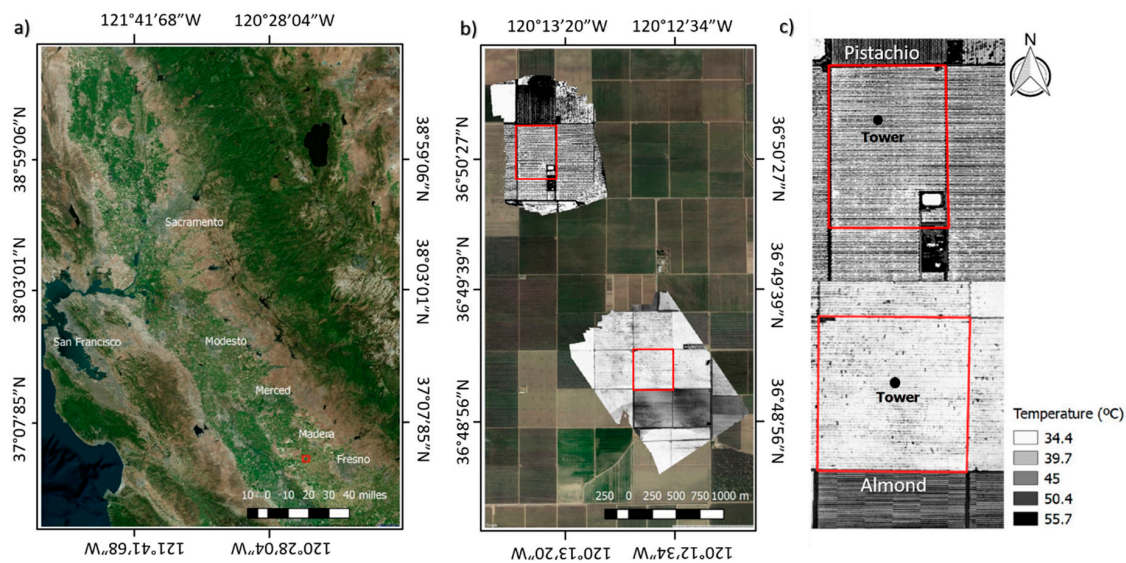 a)
121°41'68"W
120°28'04"W
38°59'06"N
38°03'01"N
37°07'85"N
Sacramento
San Francisco
Modesto
Merced
Madera
Fresno
10 0 10 20 30 40 milles
38°59'06"N
38°03'01"N
37°07'85"N
121°41'68"W
120°28'04"W
b)
120°13'20"W
120°12'34"W
36°50'27"N
36°49'39"N
36°48'56"N
250 0 250 500 750 1000 m
36°50'27"N
36°49'39"N
36°48'56"N
120°13'20"W
120°12'34"W
c)
Pistachio
Tower
Tower
Almond
N
Temperature (ºC)
34.4
39.7
45
50.4
55.7